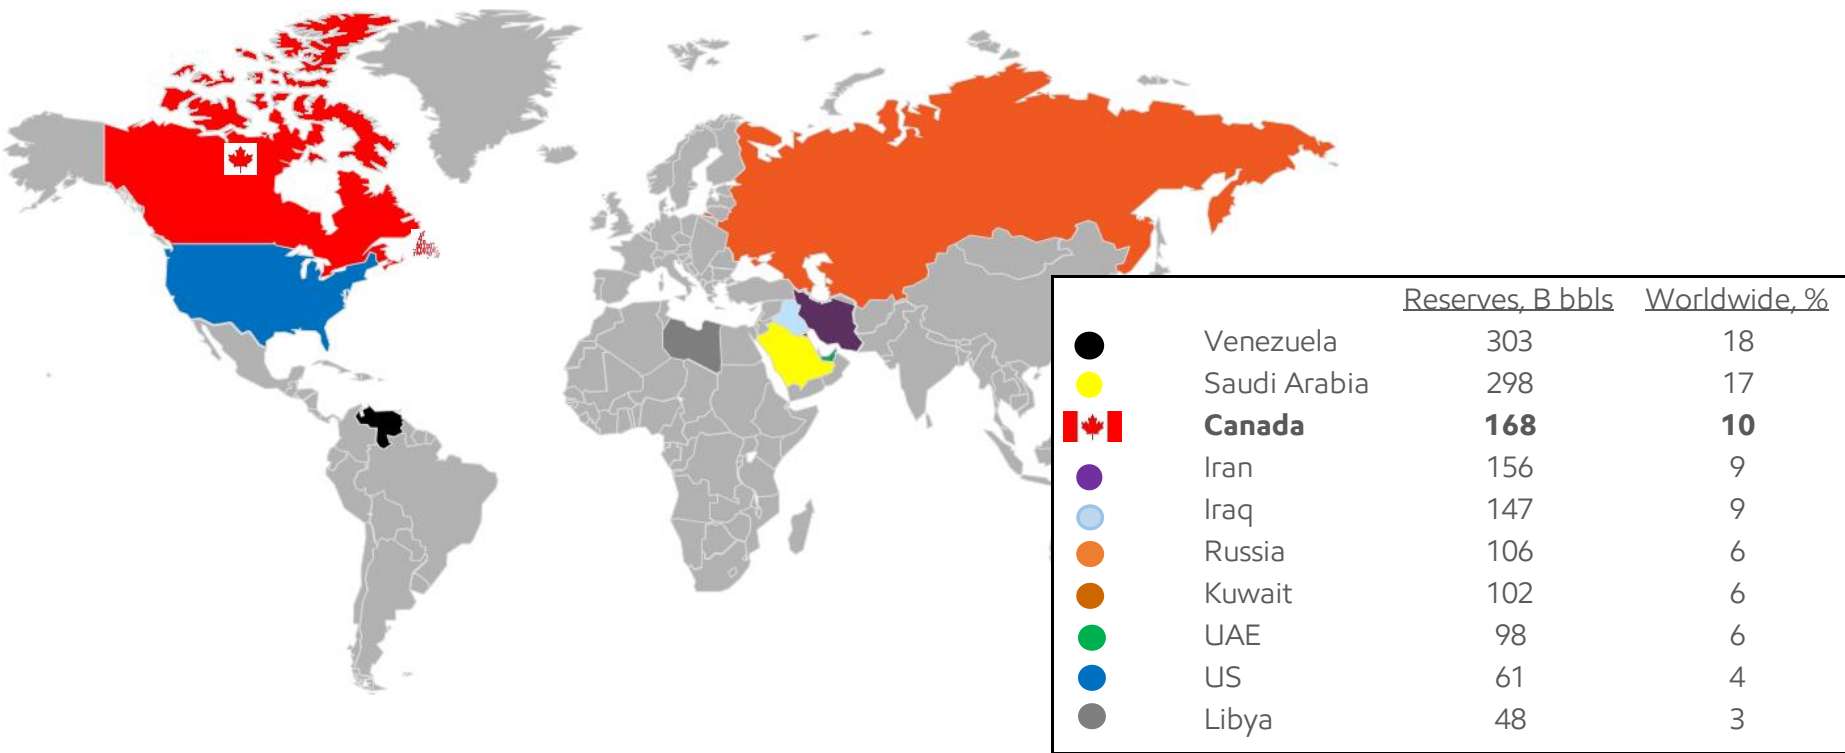 Reserves, B bbls Worldwide, %
Venezuela 303 18
Saudi Arabia 298 17
Canada 168 10
Iran 156 9
Iraq 147 9
Russia 106 6
Kuwait 102 6
UAE 98 6
US 61 4
Libya 48 3